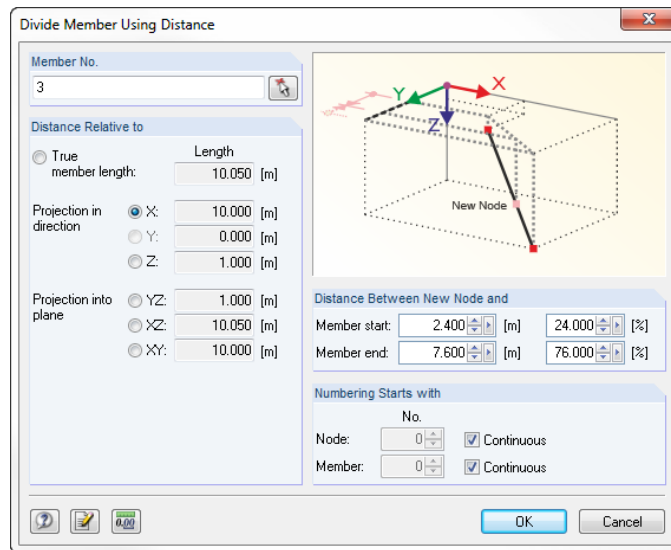 Divide Member Using Distance
Member No.
3
Distance Relative to
Length
True
member length: 10.050 [m]
Projection in
direction
X: 10.000 [m]
Y: 0.000 [m]
Z: 1.000 [m]
Projection into
plane
YZ: 1.000 [m]
XZ: 10.050 [m]
XY: 10.000 [m]
Y X
Z
New Node
Distance Between New Node and
Member start: 2.400 [m] 24.000 [%]
Member end: 7.600 [m] 76.000 [%]
Numbering Starts with
No.
Node: 0 Continuous
Member: 0 Continuous
0.00
OK Cancel